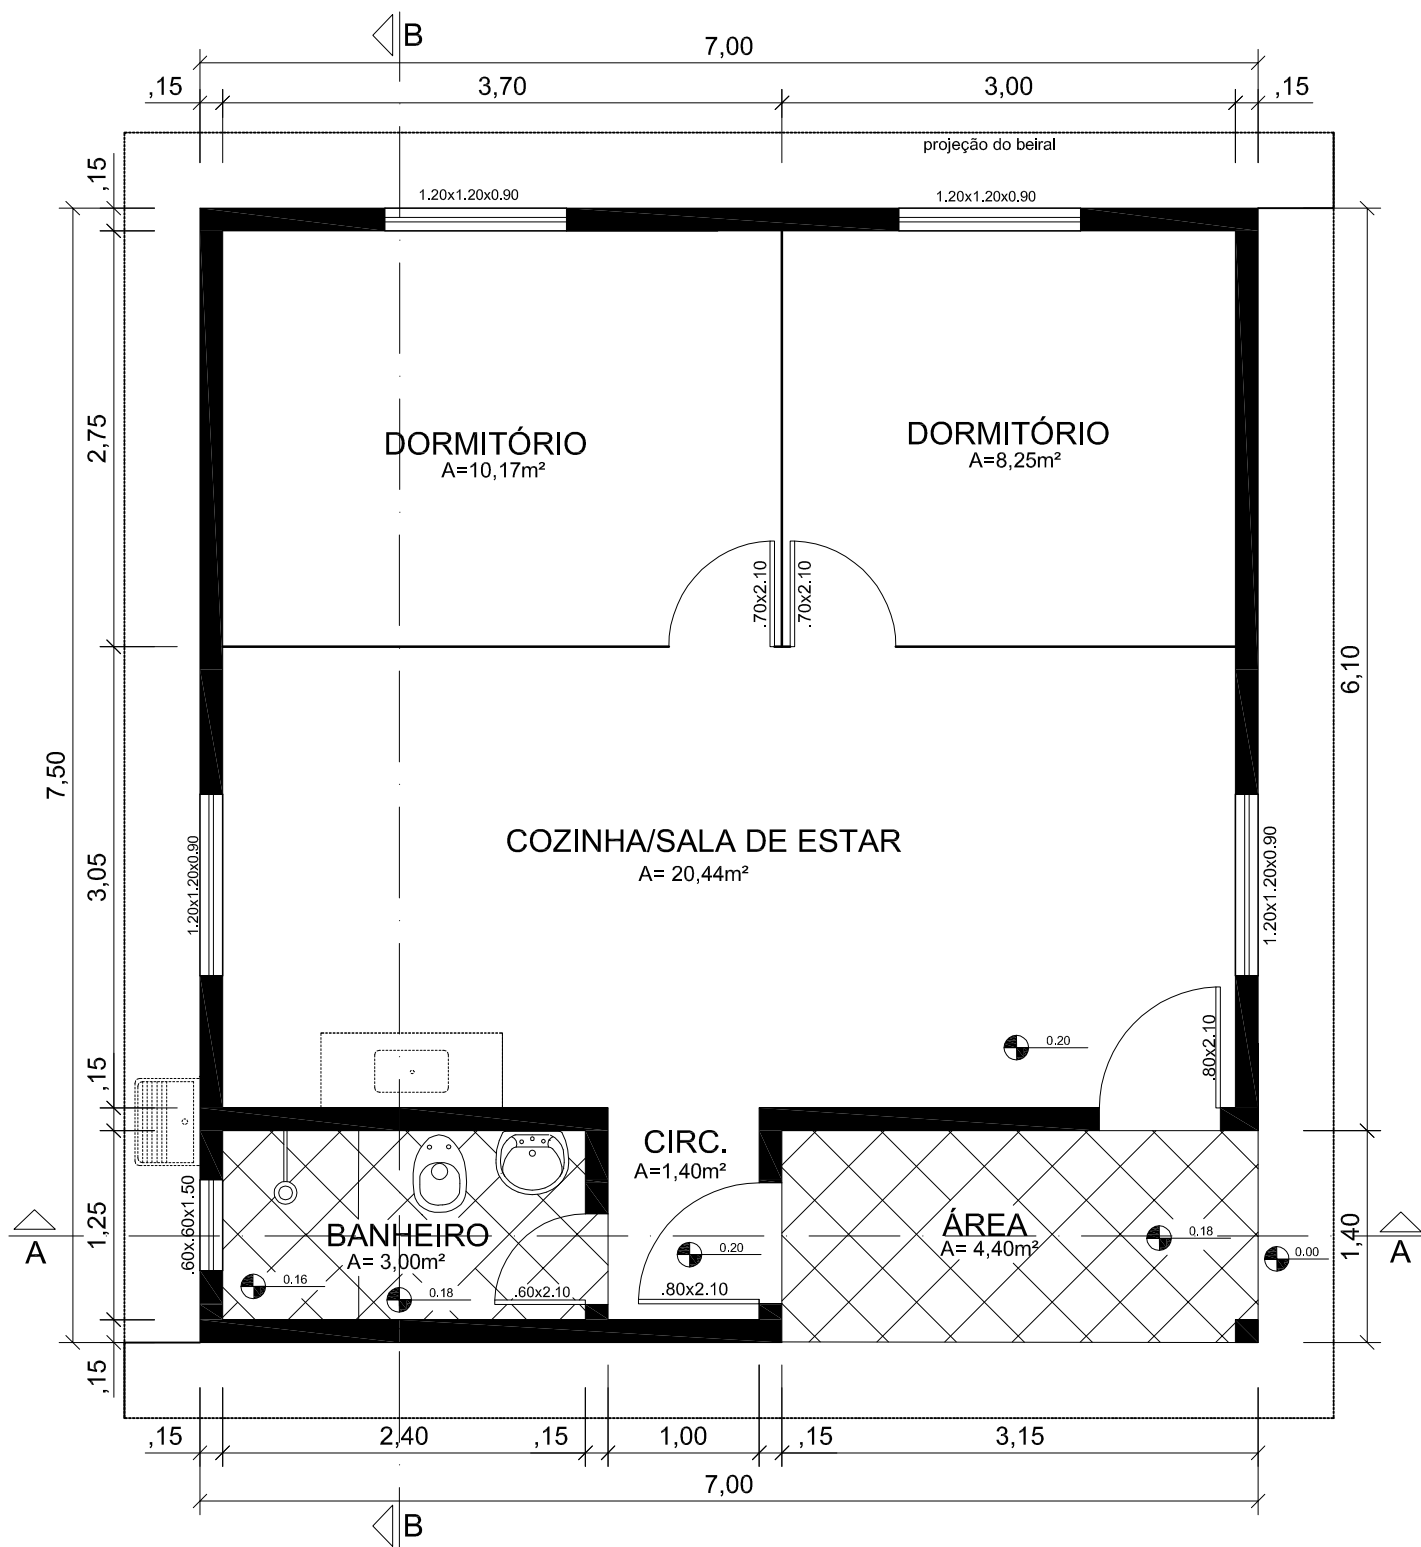 B
7,00
,15
3,70
3,00
,15
projeção do beiral
,15
1.20x1.20x0.90
1.20x1.20x0.90
2,75
DORMITÓRIO
A=10,17m²
DORMITÓRIO
A=8,25m²
.70x2.10
.70x2.10
6,10
7,50
COZINHA/SALA DE ESTAR
A= 20,44m²
3,05
1.20x1.20x0.90
1.20x1.20x0.90
0.20
.80x2.10
,15
CIRC.
A=1,40m²
.60x.60x1.50
1,25
BANHEIRO
A= 3,00m²
ÁREA
A= 4,40m²
0.18
0.00
1,40
A
A
0.20
0.16
0.18
.60x2.10
.80x2.10
,15
,15
2,40
,15
1,00
,15
3,15
7,00
B